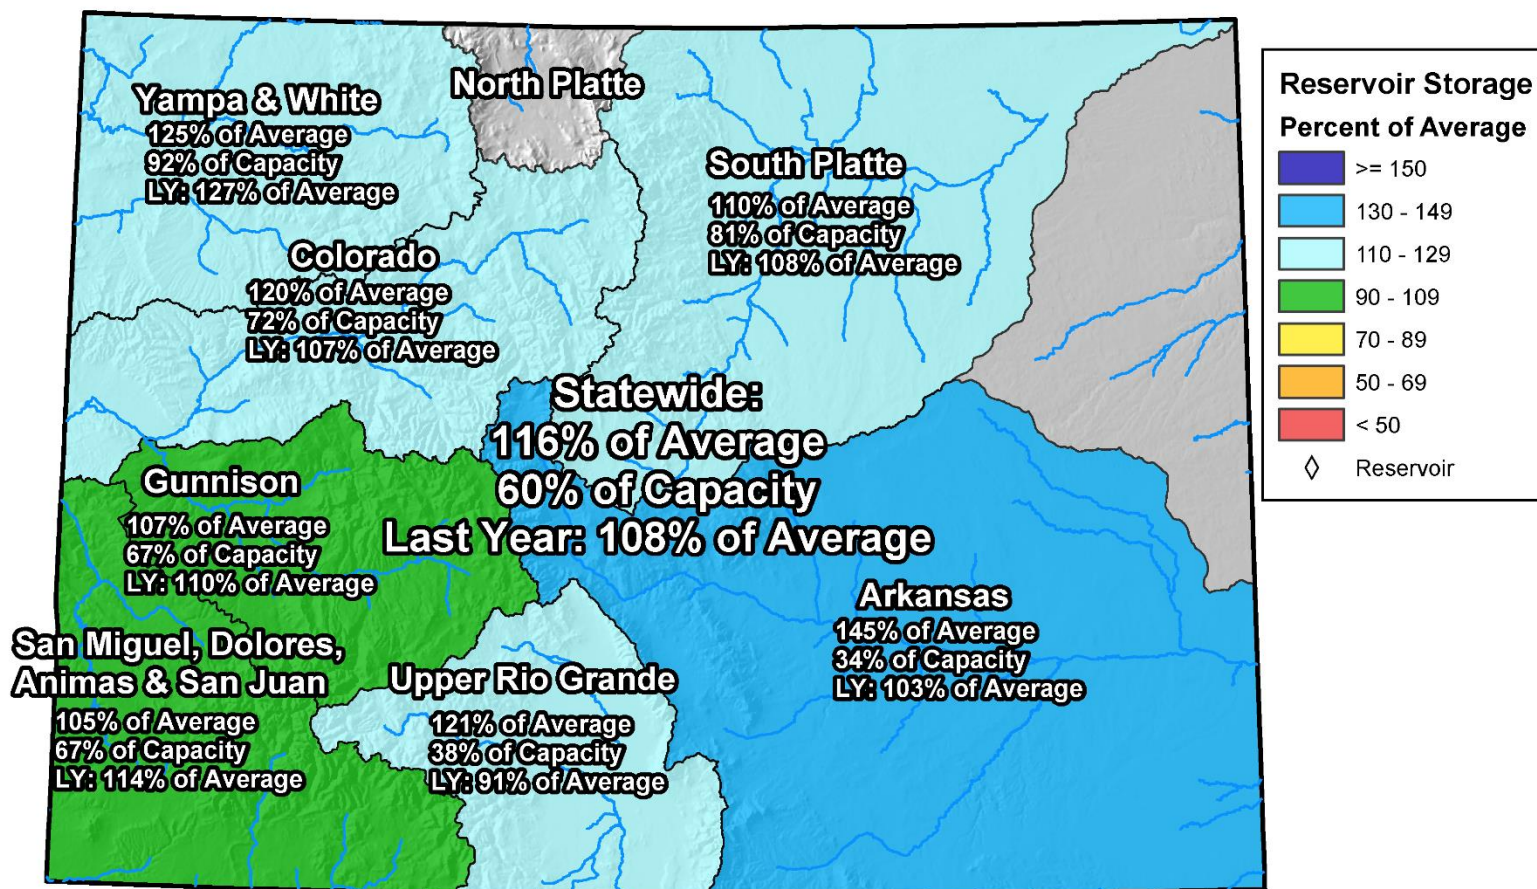 North Platte
Yampa & White
125% of Average
92% of Capacity
LY: 127% of Average
South Platte
110% of Average
81% of Capacity
LY: 108% of Average
Colorado
120% of Average
72% of Capacity
LY: 107% of Average
Statewide:
116% of Average
60% of Capacity
Last Year: 108% of Average
Gunnison
107% of Average
67% of Capacity
LY: 110% of Average
Arkansas
145% of Average
34% of Capacity
LY: 103% of Average
San Miguel, Dolores,
Animas & San Juan
105% of Average
67% of Capacity
LY: 114% of Average
Upper Rio Grande
121% of Average
38% of Capacity
LY: 91% of Average
Reservoir Storage
Percent of Average
>= 150
130 - 149
110 - 129
90 - 109
70 - 89
50 - 69
< 50
Reservoir